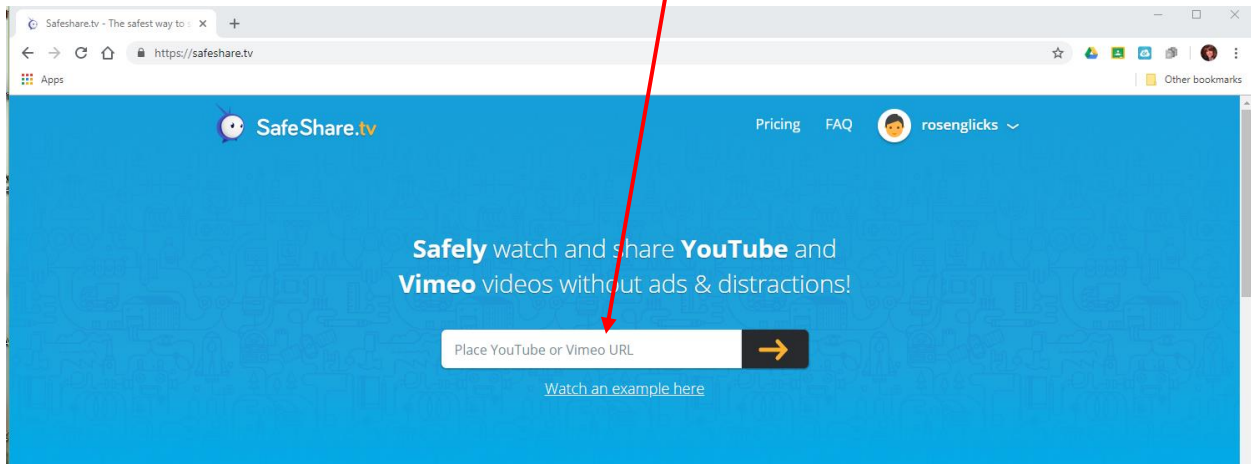 Safeshare.tv - The safest way to s
https://safeshare.tv
Apps
Other bookmarks
SafeShare.tv
Pricing FAQ rosenglicks
Safely watch and share YouTube and
Vimeo videos without ads & distractions!
Place YouTube or Vimeo URL
Watch an example here